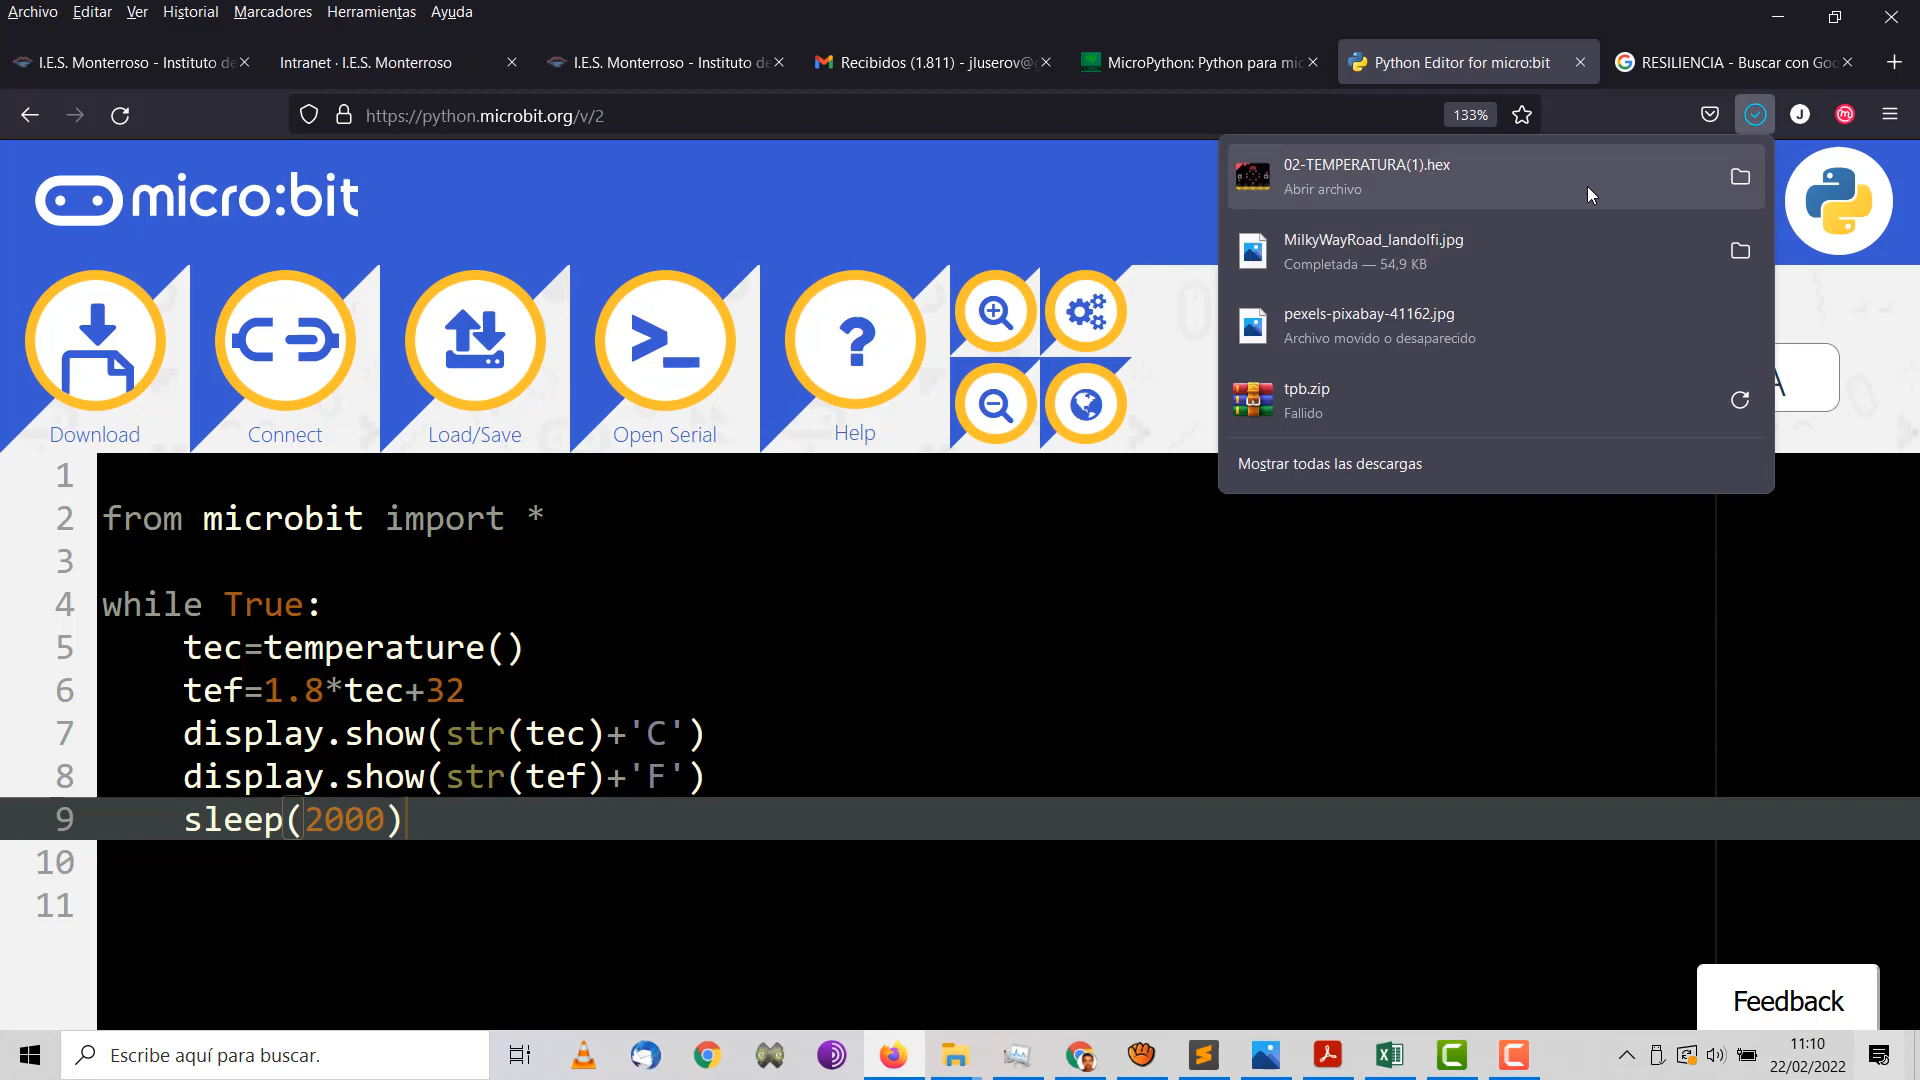 Archivo Editar Ver Historial Marcadores Herramientas Ayuda
I.E.S. Monterroso - Instituto de
Intranet · I.E.S. Monterroso
I.E.S. Monterroso - Instituto de
Recibidos (1.811) - jluserov@
MicroPython: Python para mic
Python Editor for micro:bit
RESILIENCIA - Buscar con Goo
https://python.microbit.org/v/2
133%
J
m
micro:bit
02-TEMPERATURA(1).hex
Abrir archivo
MilkyWayRoad_landolfi.jpg
Completada — 54,9 KB
pexels-pixabay-41162.jpg
Archivo movido o desaparecido
tpb.zip
Fallido
Mostrar todas las descargas
Download
Connect
Load/Save
Open Serial
Help
A
1
2 from microbit import *
3
4 while True:
5 tec=temperature()
6 tef=1.8*tec+32
7 display.show(str(tec)+'C')
8 display.show(str(tef)+'F')
9 sleep(2000)
10
11
Feedback
Escribe aquí para buscar.
11:10
22/02/2022